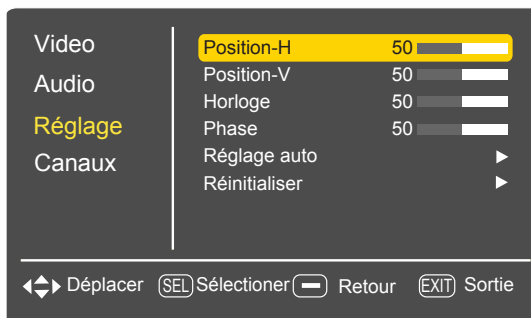 Video
Audio
Réglage
Canaux
Position-H 50
Position-V 50
Horloge 50
Phase 50
Réglage auto
Réinitialiser
Déplacer SEL Sélectioner Retour EXIT Sortie